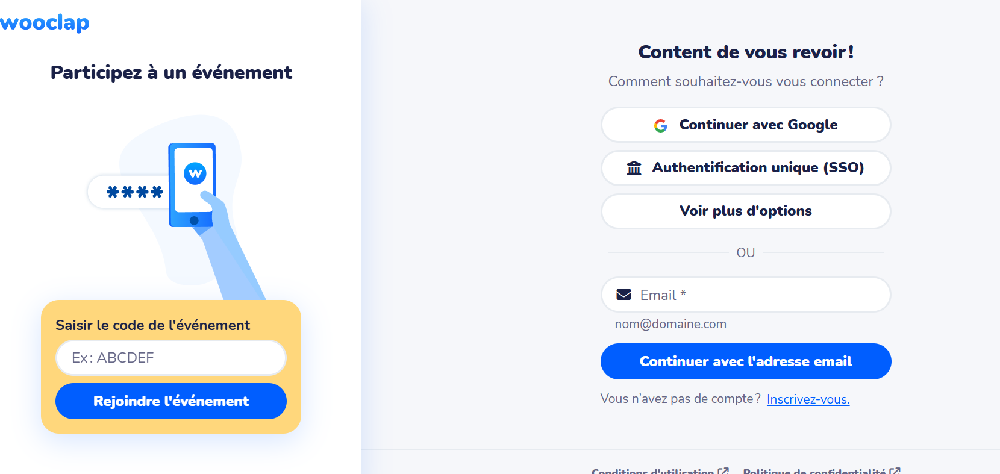 wooclap
Participez à un événement
w
****
Saisir le code de l'événement
Ex : ABCDEF
Rejoindre l'événement
Content de vous revoir !
Comment souhaitez-vous vous connecter ?
Continuer avec Google
Authentification unique (SSO)
Voir plus d'options
OU
Email *
nom@domaine.com
Continuer avec l'adresse email
Vous n’avez pas de compte ? Inscrivez-vous.
Conditions d'utilisation Politique de confidentialité